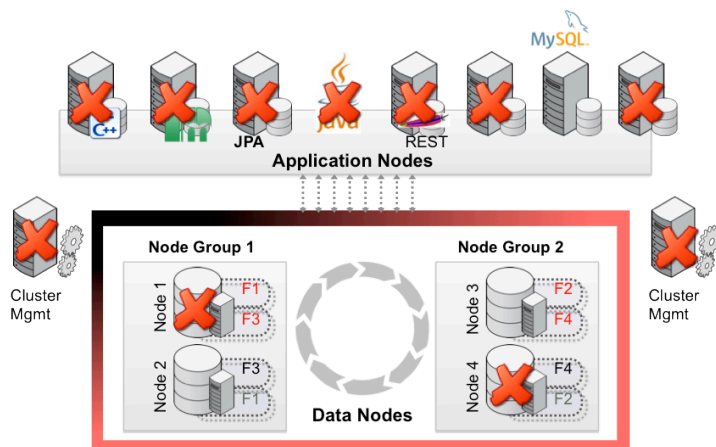 MySQL™
C++
Java
JPA
REST
Application Nodes
Cluster
Mgmt
Cluster
Mgmt
Node Group 1
Node Group 2
Node 1
F1
F3
Node 2
F3
F1
Node 3
F2
F4
Node 4
F4
F2
Data Nodes